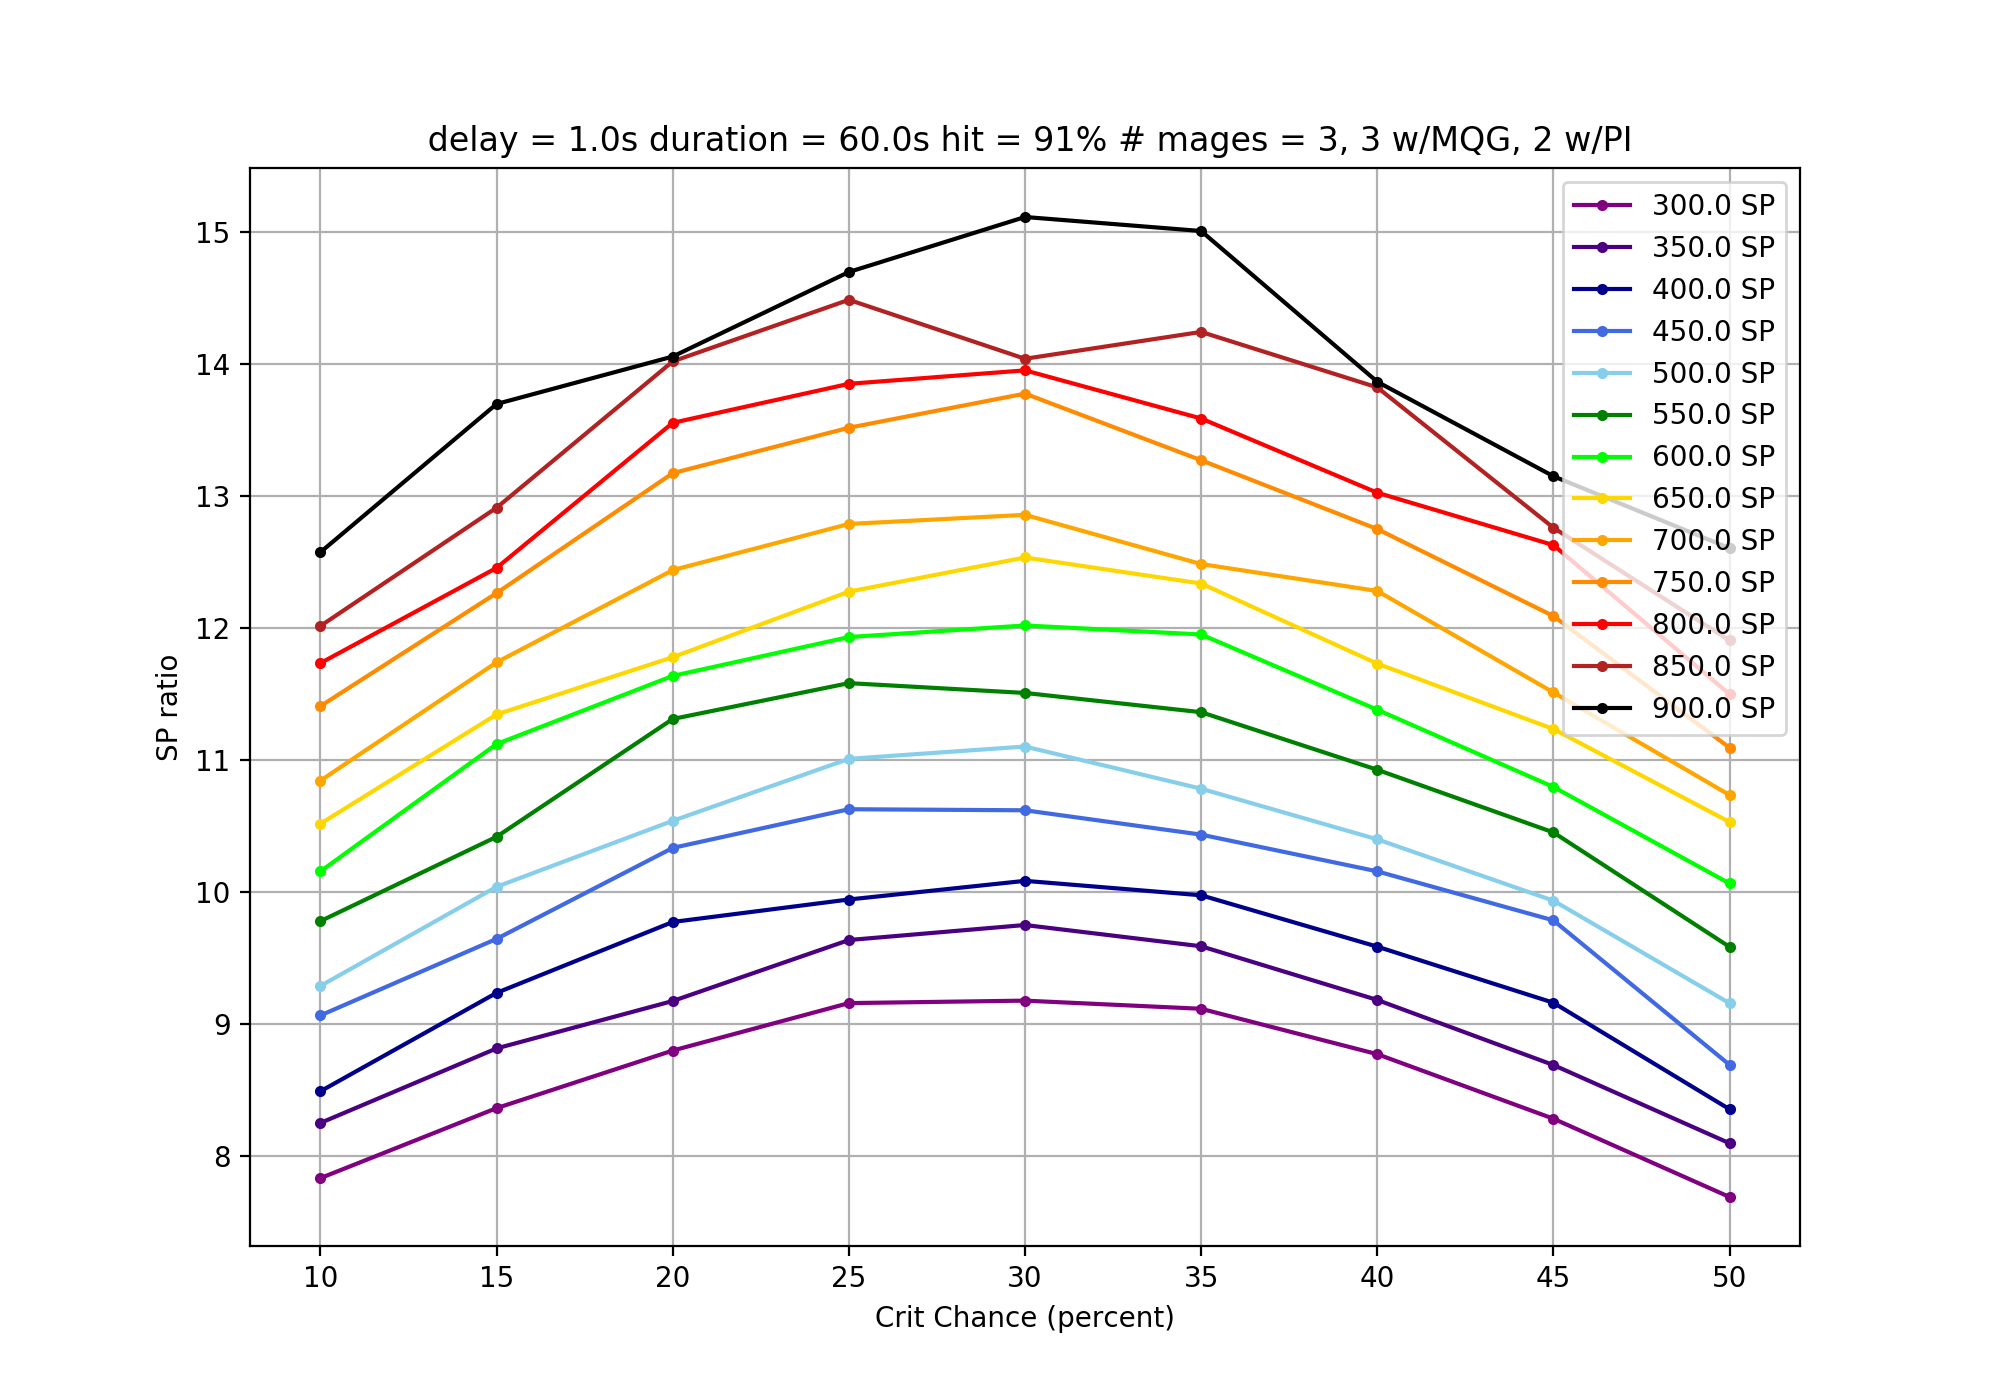 delay = 1.0s duration = 60.0s hit = 91% # mages = 3, 3 w/MQG, 2 w/PI
SP ratio
15
14
13
12
11
10
9
8
300.0 SP
350.0 SP
400.0 SP
450.0 SP
500.0 SP
550.0 SP
600.0 SP
650.0 SP
700.0 SP
750.0 SP
800.0 SP
850.0 SP
900.0 SP
10 15 20 25 30 35 40 45 50
Crit Chance (percent)